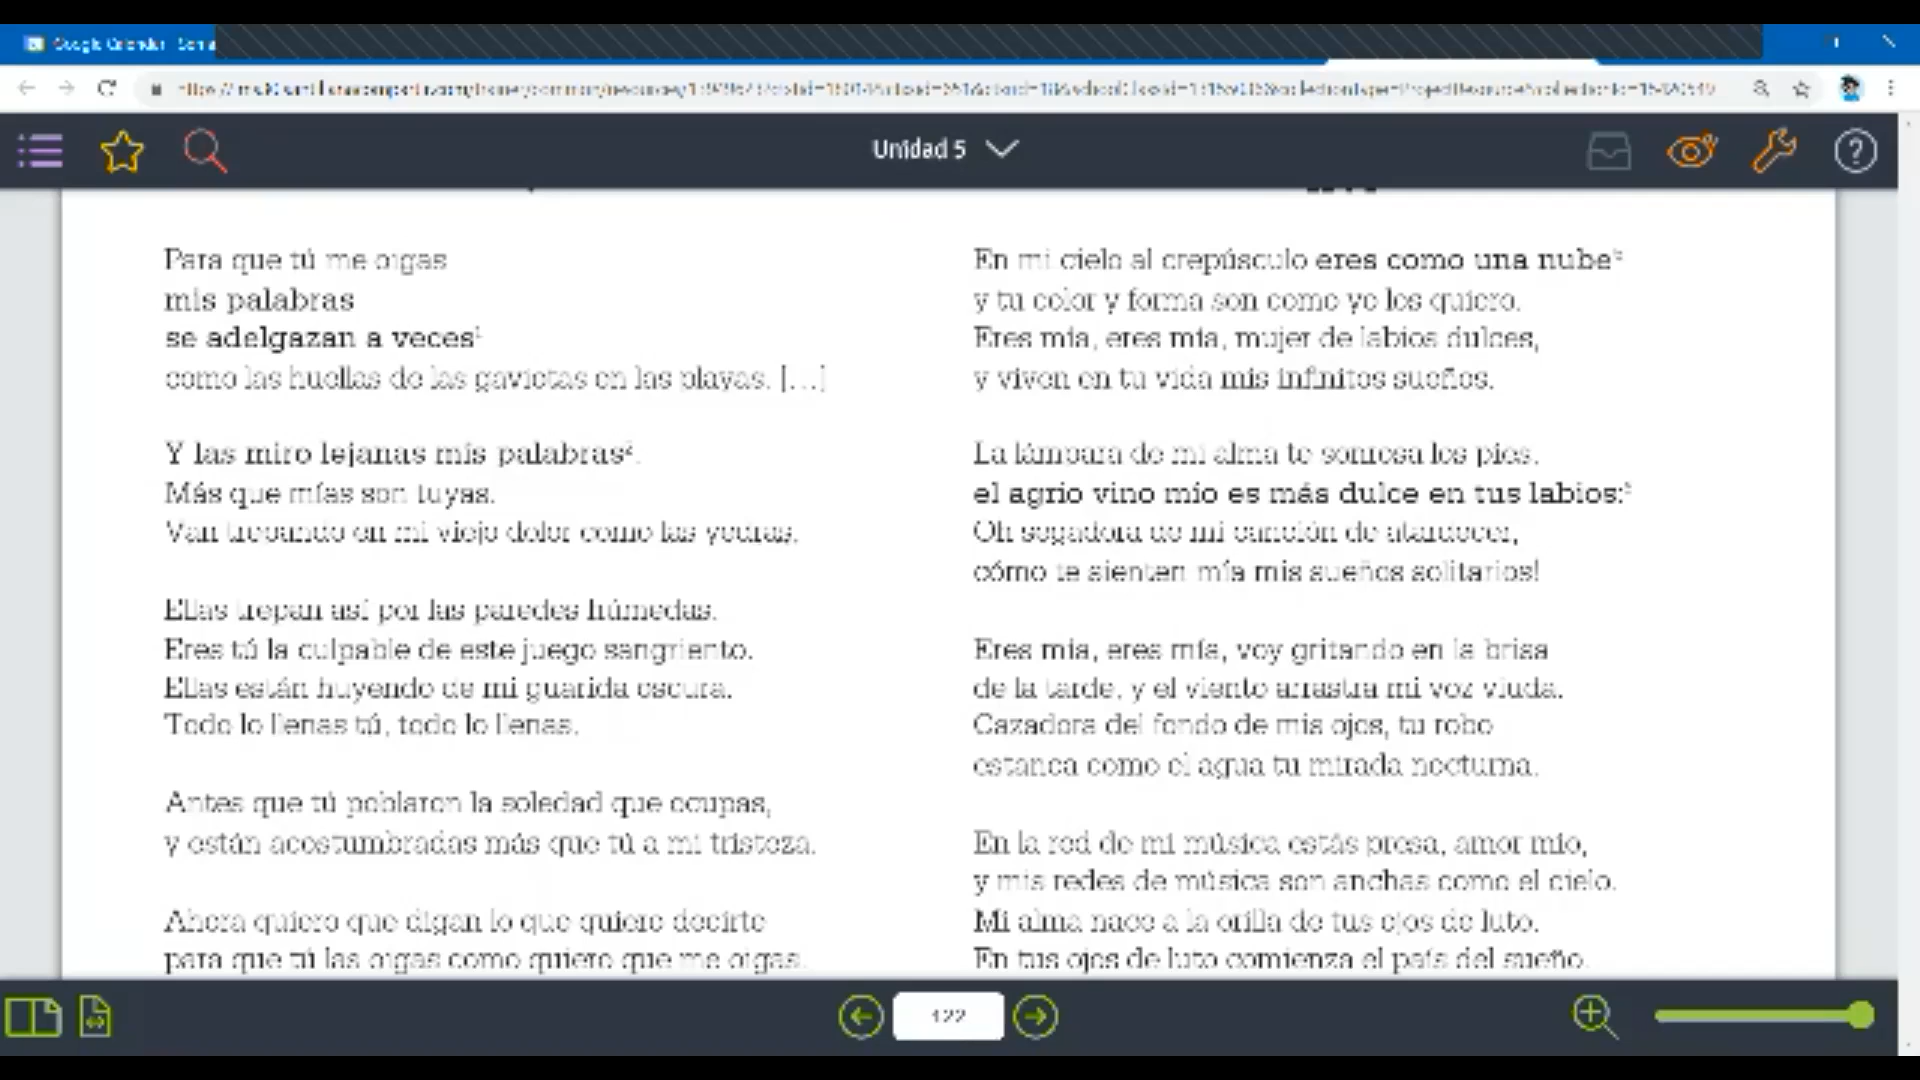 Google Calendar - Sema
Unidad 5
Para que tú me oigas
mis palabras
se adelgazan a veces¹
como las huellas de las gaviotas en las playas. [...]
Y las miro lejanas mis palabras².
Más que mías son tuyas.
Van trepando en mi viejo dolor como las yedras.
Ellas trepan así por las paredes húmedas.
Eres tú la culpable de este juego sangriento.
Ellas están huyendo de mi guarida oscura.
Todo lo llenas tú, todo lo llenas.
Antes que tú poblaron la soledad que ocupas,
y están acostumbradas más que tú a mi tristeza.
Ahora quiero que digan lo que quiero decirte
para que tú las oigas como quiero que me oigas.
En mi cielo al crepúsculo eres como una nube
y tu color y forma son como yo los quiero.
Eres mía, eres mía, mujer de labios dulces,
y viven en tu vida mis infinitos sueños.
La lámpara de mi alma te sonrosa los pies,
el agrio vino mío es más dulce en tus labios:
Oh segadora de mi canción de atardecer,
cómo te sienten mía mis sueños solitarios!
Eres mía, eres mía, voy gritando en la brisa
de la tarde, y el viento arrastra mi voz viuda.
Cazadora del fondo de mis ojos, tu robo
estanca como el agua tu mirada nocturna.
En la red de mi música estás presa, amor mío,
y mis redes de música son anchas como el cielo.
Mi alma nace a la orilla de tus ojos de luto.
En tus ojos de luto comienza el país del sueño.
122